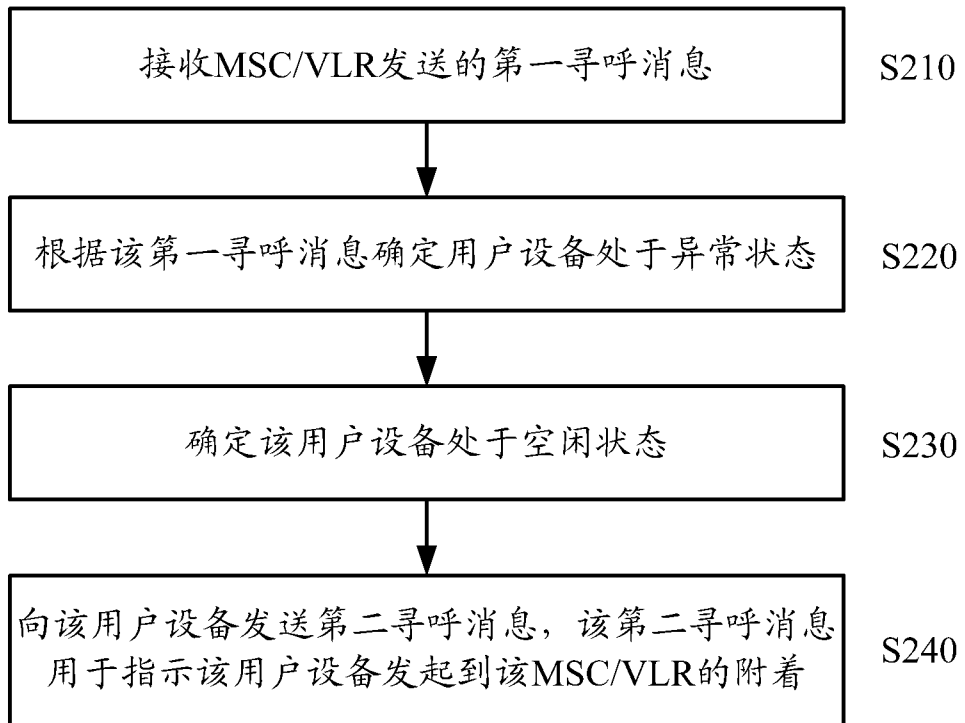 接收MSC/VLR发送的第一寻呼消息
S210
根据该第一寻呼消息确定用户设备处于异常状态
S220
确定该用户设备处于空闲状态
S230
向该用户设备发送第二寻呼消息，该第二寻呼消息
用于指示该用户设备发起到该MSC/VLR的附着
S240